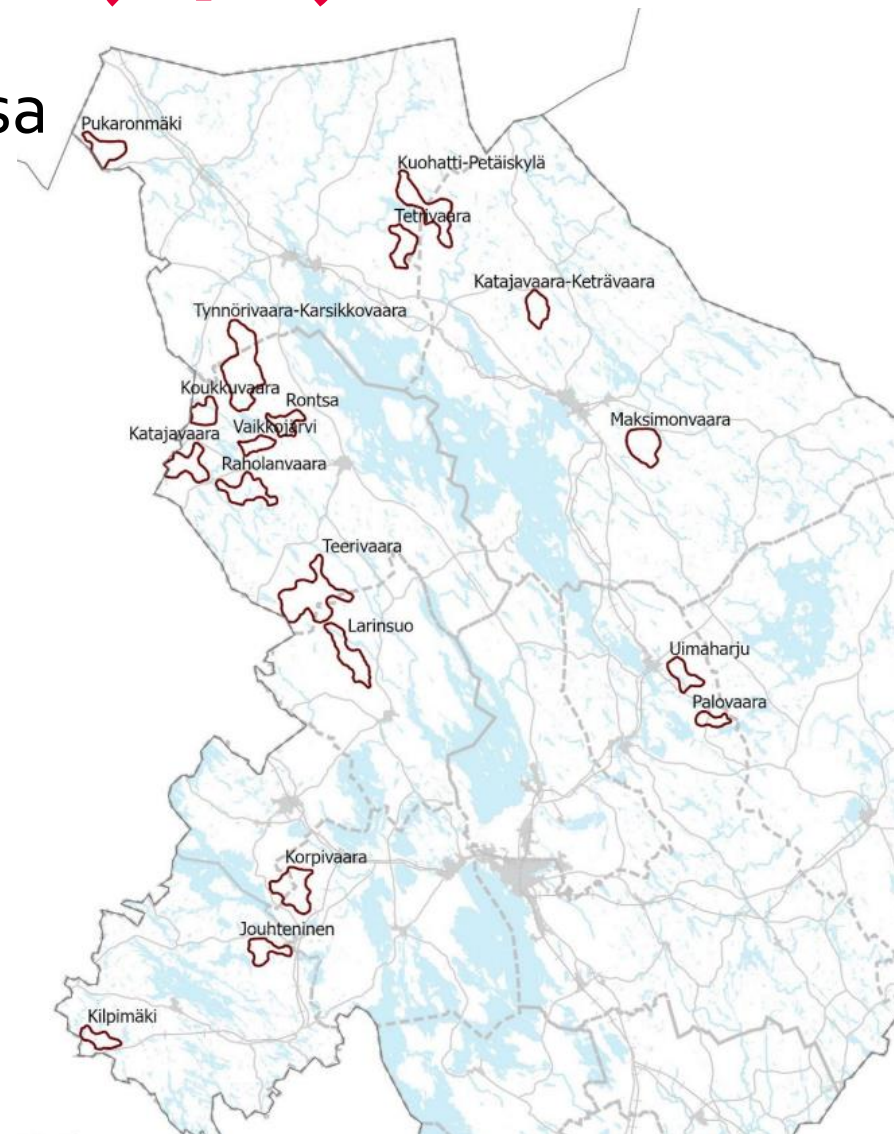 sa
Pukaronmäki
Kuohatti-Petäiskylä
Tetrivaara
Katajavaara-Keträvaara
Tynnörivaara-Karsikkovaara
Koukkuvaara
Rontsa
Maksimonvaara
Vaikkojärvi
Katajavaara
Raholanvaara
Teerivaara
Larinsuo
Uimaharju
Palovaara
Korpivaara
Jouhteninen
Kilpimäki